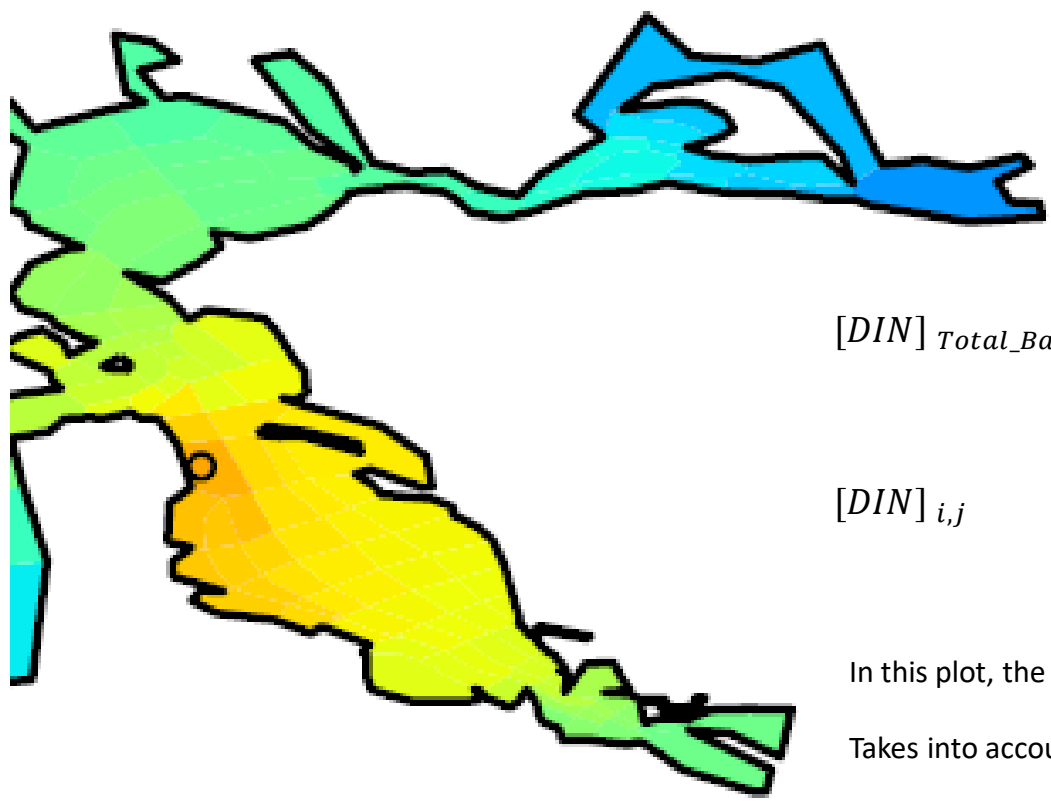 [DIN] Total_Ba
[DIN] i,j
In this plot, the
Takes into accou